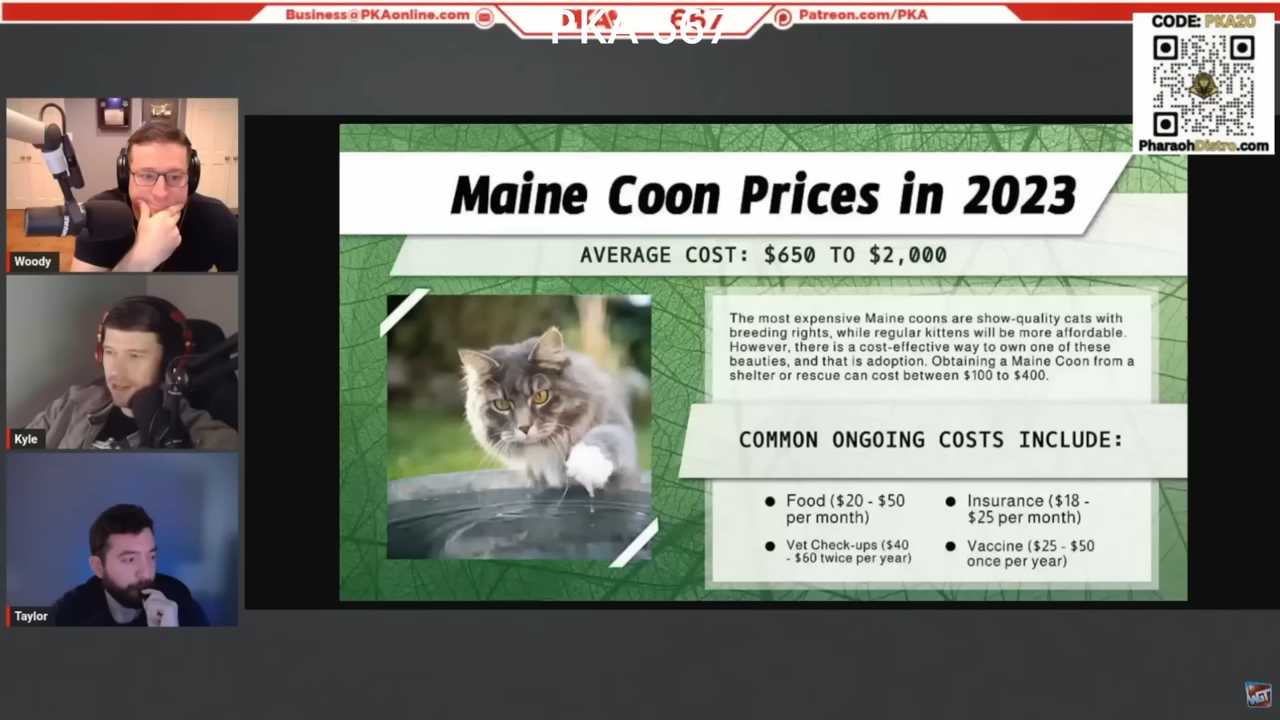 Business@PKAonline.com
PKA 667
Patreon.com/PKA
CODE: PKA20
PharaohDistro.com
Woody
Kyle
Taylor
Maine Coon Prices in 2023
AVERAGE COST: $650 TO $2,000
The most expensive Maine coons are show-quality cats with
breeding rights, while regular kittens will be more affordable.
However, there is a cost-effective way to own one of these
beauties, and that is adoption. Obtaining a Maine Coon from a
shelter or rescue can cost between $100 to $400.
COMMON ONGOING COSTS INCLUDE:
● Food ($20 - $50
per month)
● Insurance ($18 -
$25 per month)
● Vet Check-ups ($40
- $60 twice per year)
● Vaccine ($25 - $50
once per year)
WGT